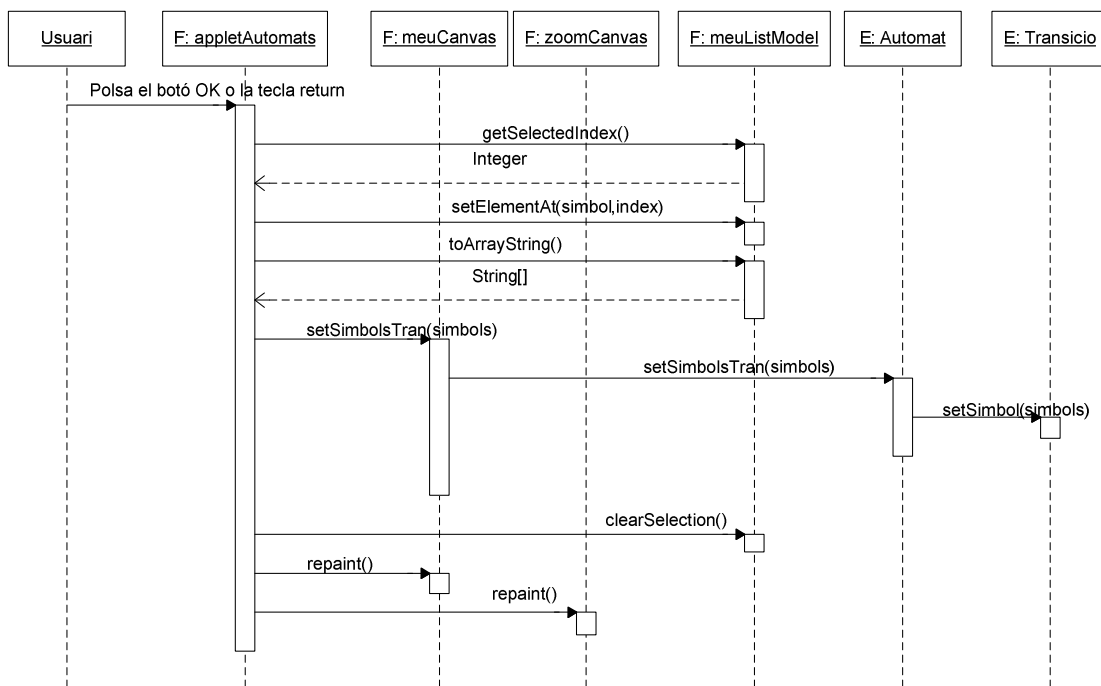 Usuari
F: appletAutomats
F: meuCanvas
F: zoomCanvas
F: meuListModel
E: Automat
E: Transicio
Polsa el botó OK o la tecla return
getSelectedIndex()
Integer
setElementAt(simbol,index)
toArrayString()
String[]
setSimbolsTran(simbols)
setSimbolsTran(simbols)
setSimbol(simbols)
clearSelection()
repaint()
repaint()